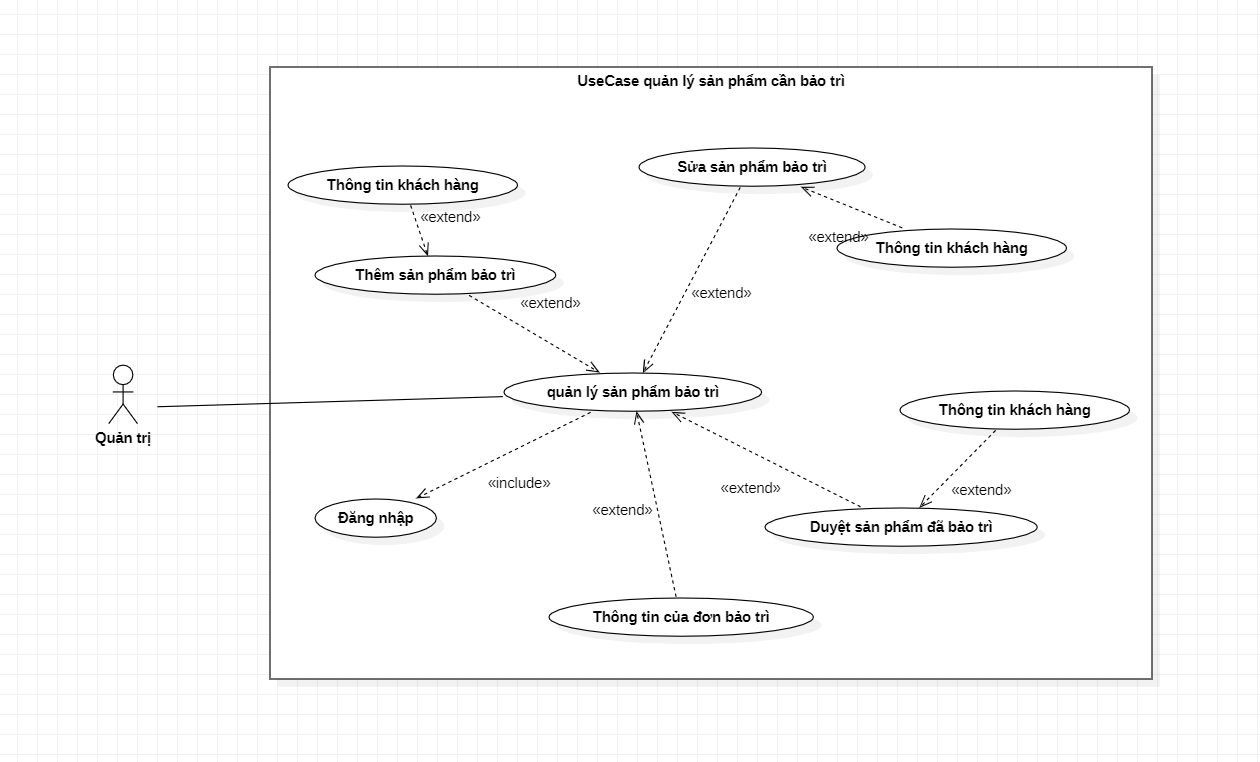 UseCase quản lý sản phẩm cần bảo trì
Sửa sản phẩm bảo trì
Thông tin khách hàng
«extend»
«extend»
Thông tin khách hàng
Thêm sản phẩm bảo trì
«extend»
«extend»
quản lý sản phẩm bảo trì
Thông tin khách hàng
Quản trị
«include»
«extend»
«extend»
«extend»
Đăng nhập
Duyệt sản phẩm đã bảo trì
Thông tin của đơn bảo trì